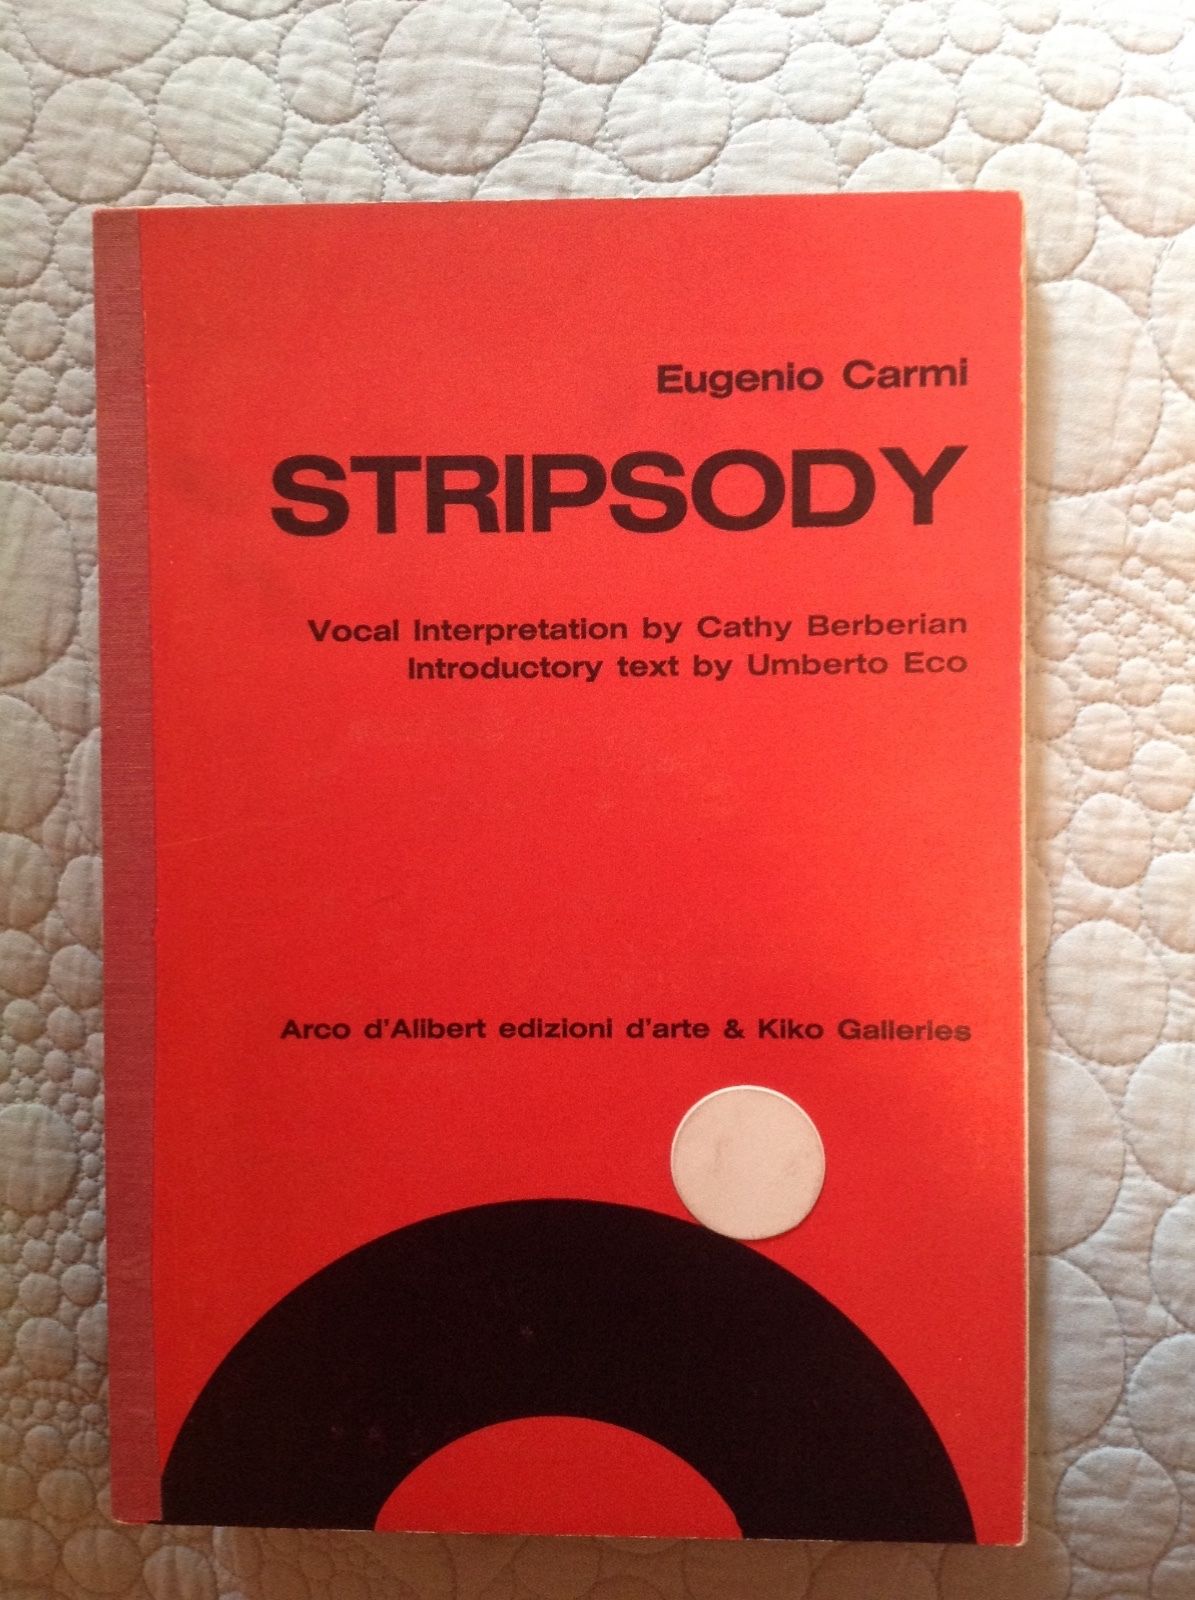 Eugenio Carmi
STRIPSODY
Vocal Interpretation by Cathy Berberian
Introductory text by Umberto Eco
Arco d'Alibert edizioni d'arte & Kiko Galleries